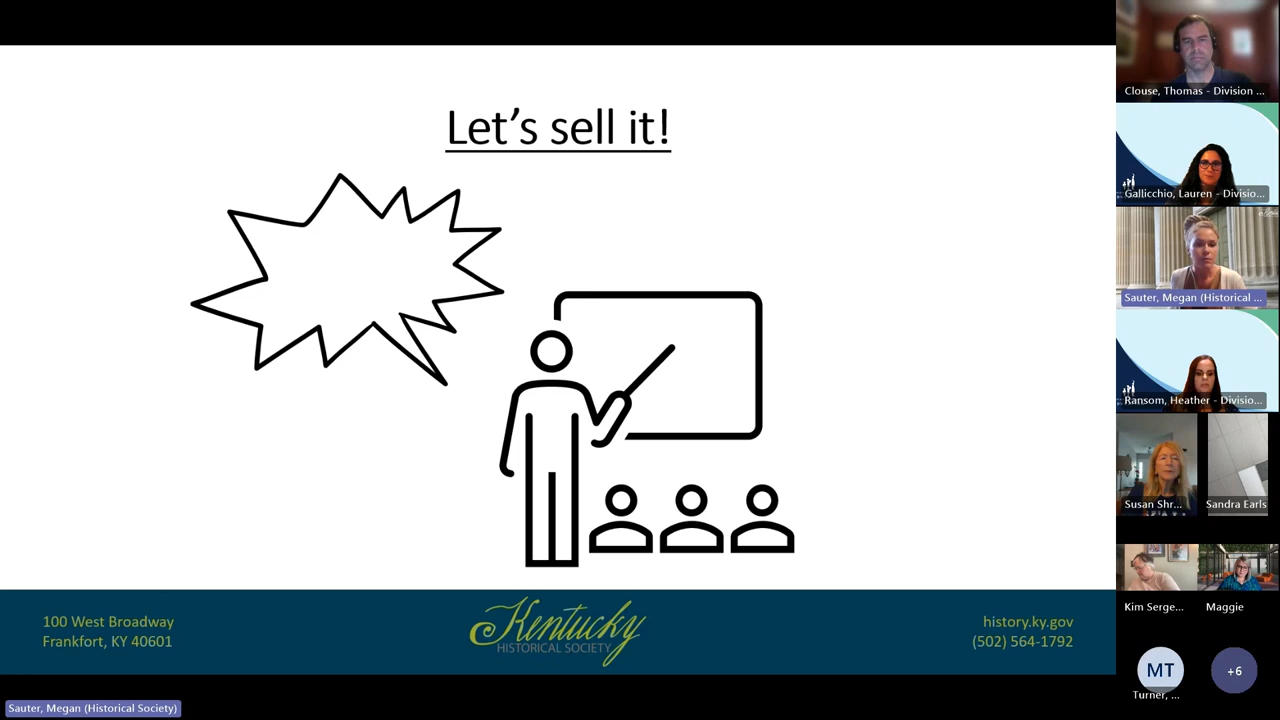 Let's sell it!
100 West Broadway
Frankfort, KY 40601
Kentucky
HISTORICAL SOCIETY
history.ky.gov
(502) 564-1792
Sauter, Megan (Historical Society)
Clouse, Thomas - Division ...
Gallicchio, Lauren - Divisio...
Sauter, Megan (Historical ...
Ransom, Heather - Divisio...
Susan Shr...
Sandra Earls
Kim Serge...
Maggie
MT
Turner, ...
+6